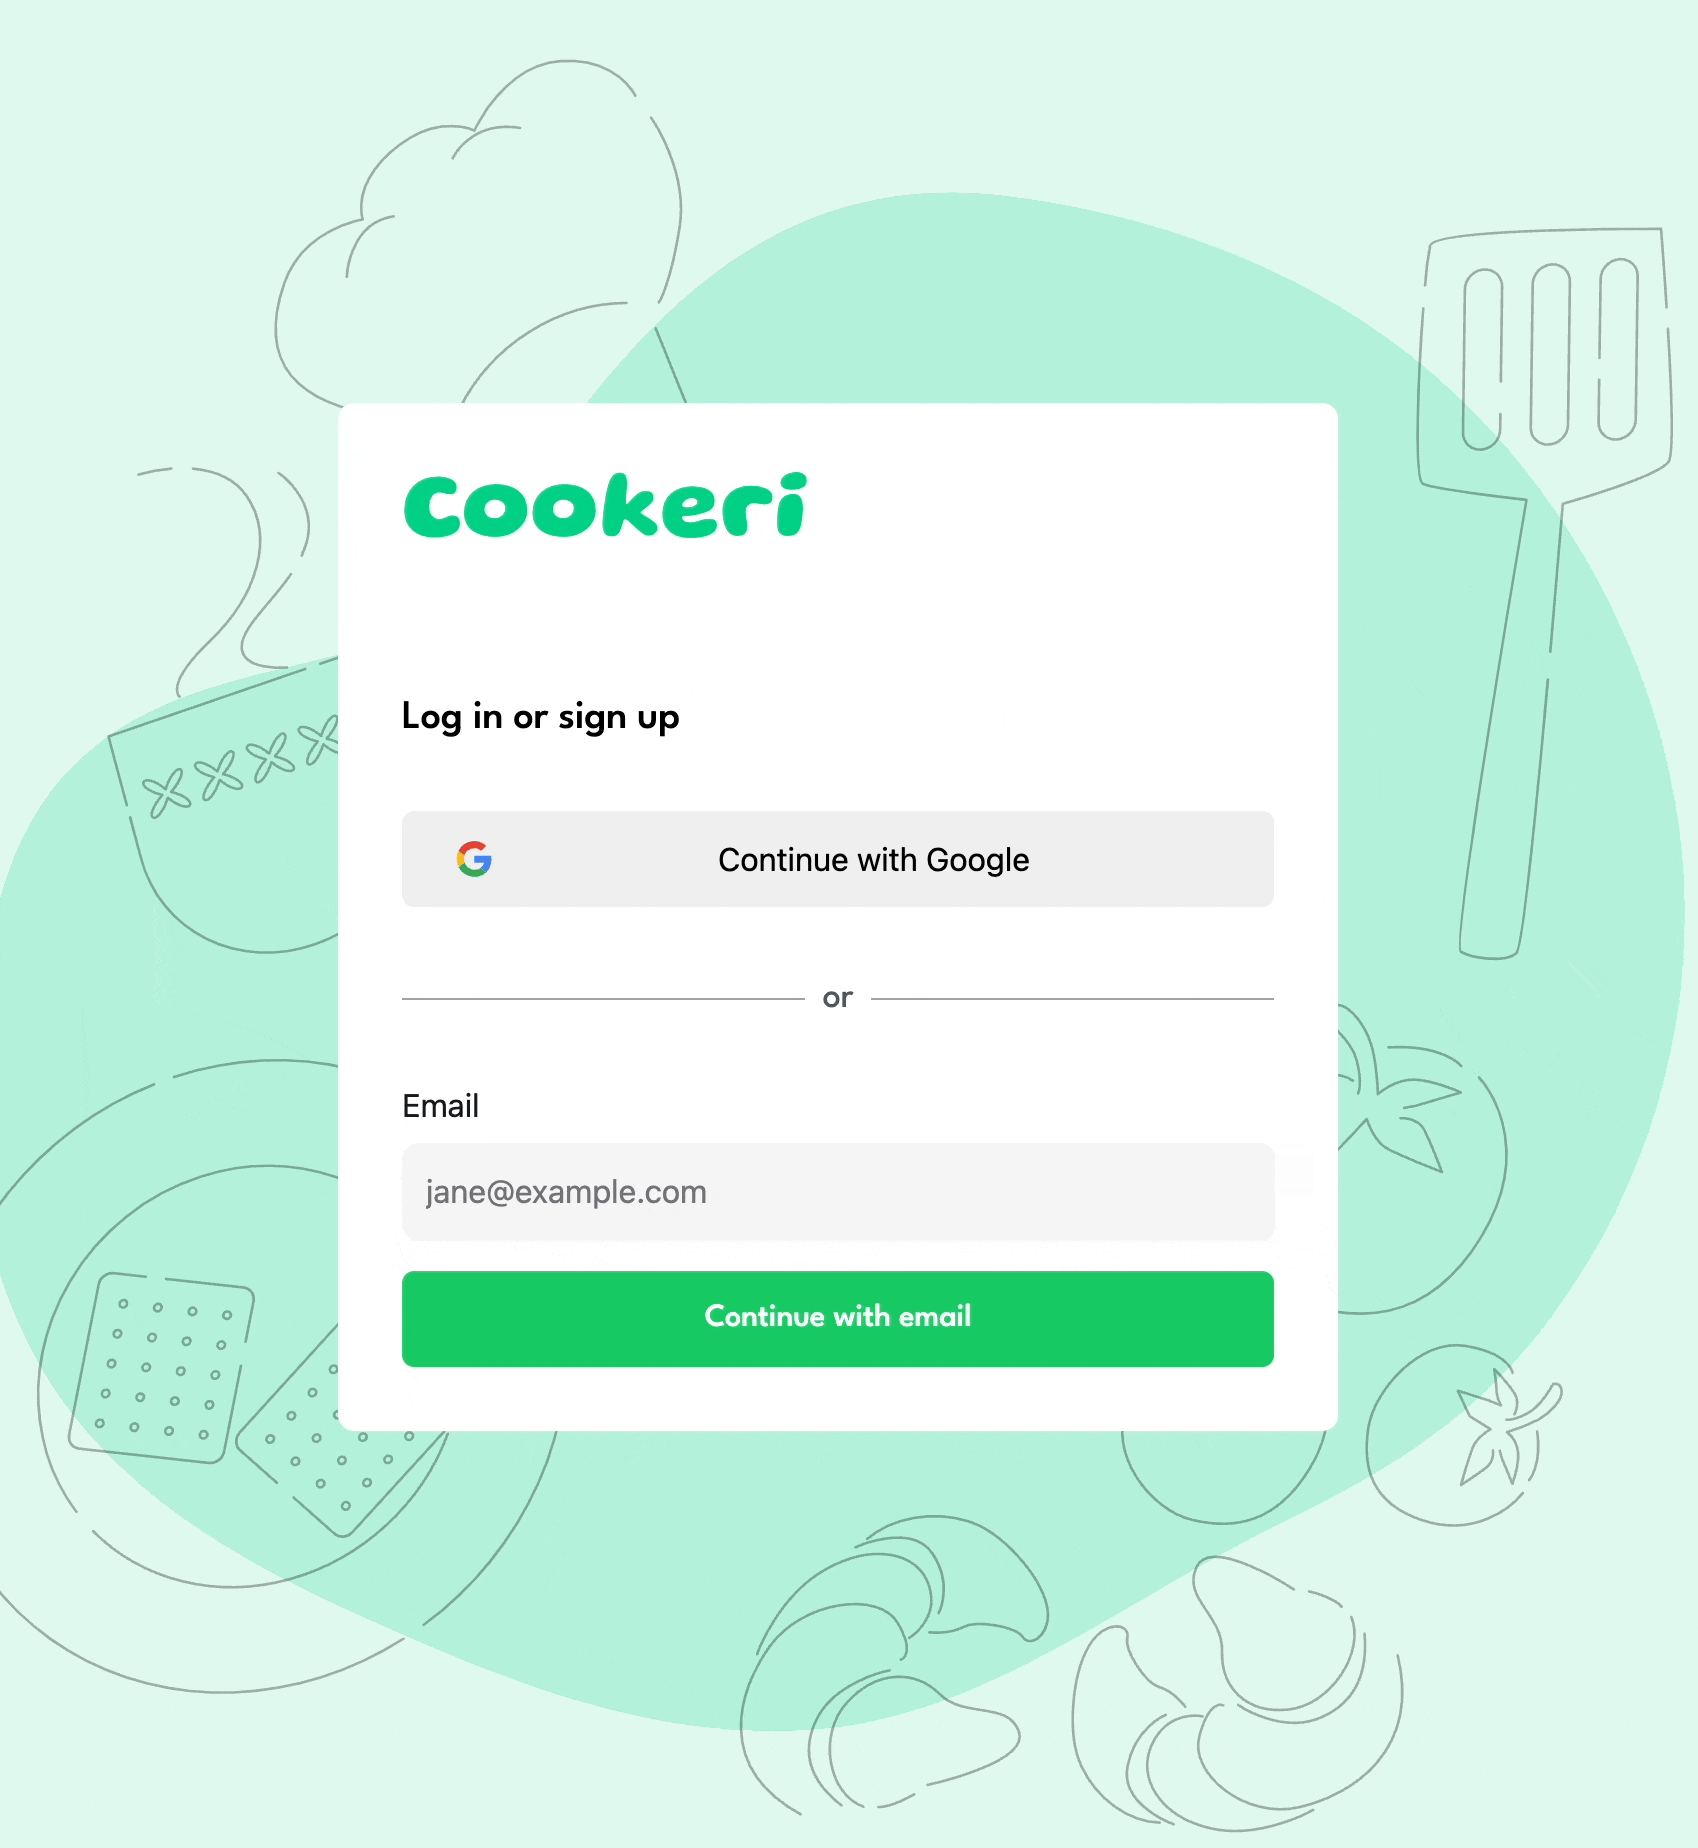 Cookeri
Log in or sign up
Continue with Google
or
Email
jane@example.com
Continue with email